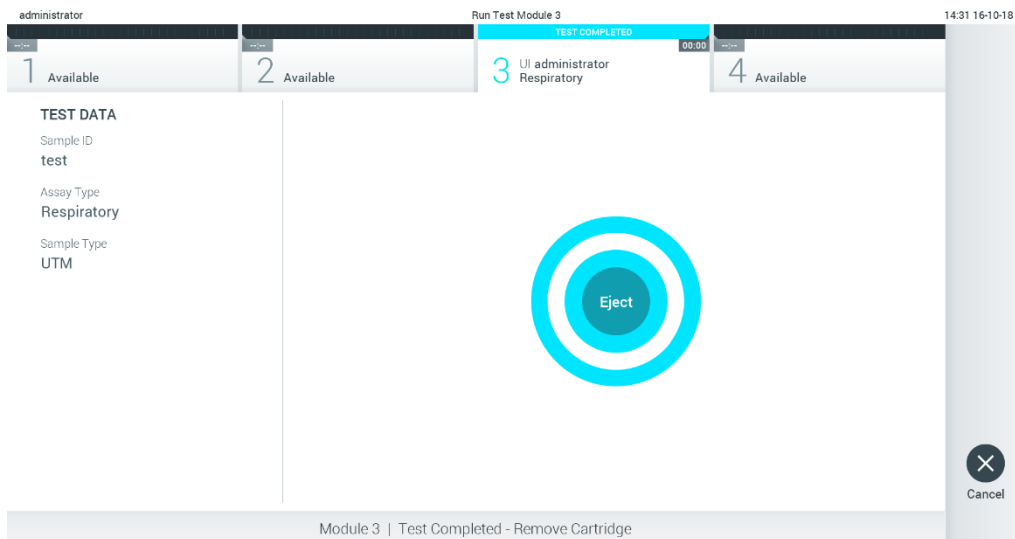 administrator
Run Test Module 3
14:31 16-10-18
TEST COMPLETED
--:--
1 Available
--:--
2 Available
00:00
3 UI administrator
Respiratory
--:--
4 Available
TEST DATA
Sample ID
test
Assay Type
Respiratory
Sample Type
UTM
Eject
Cancel
Module 3 | Test Completed - Remove Cartridge